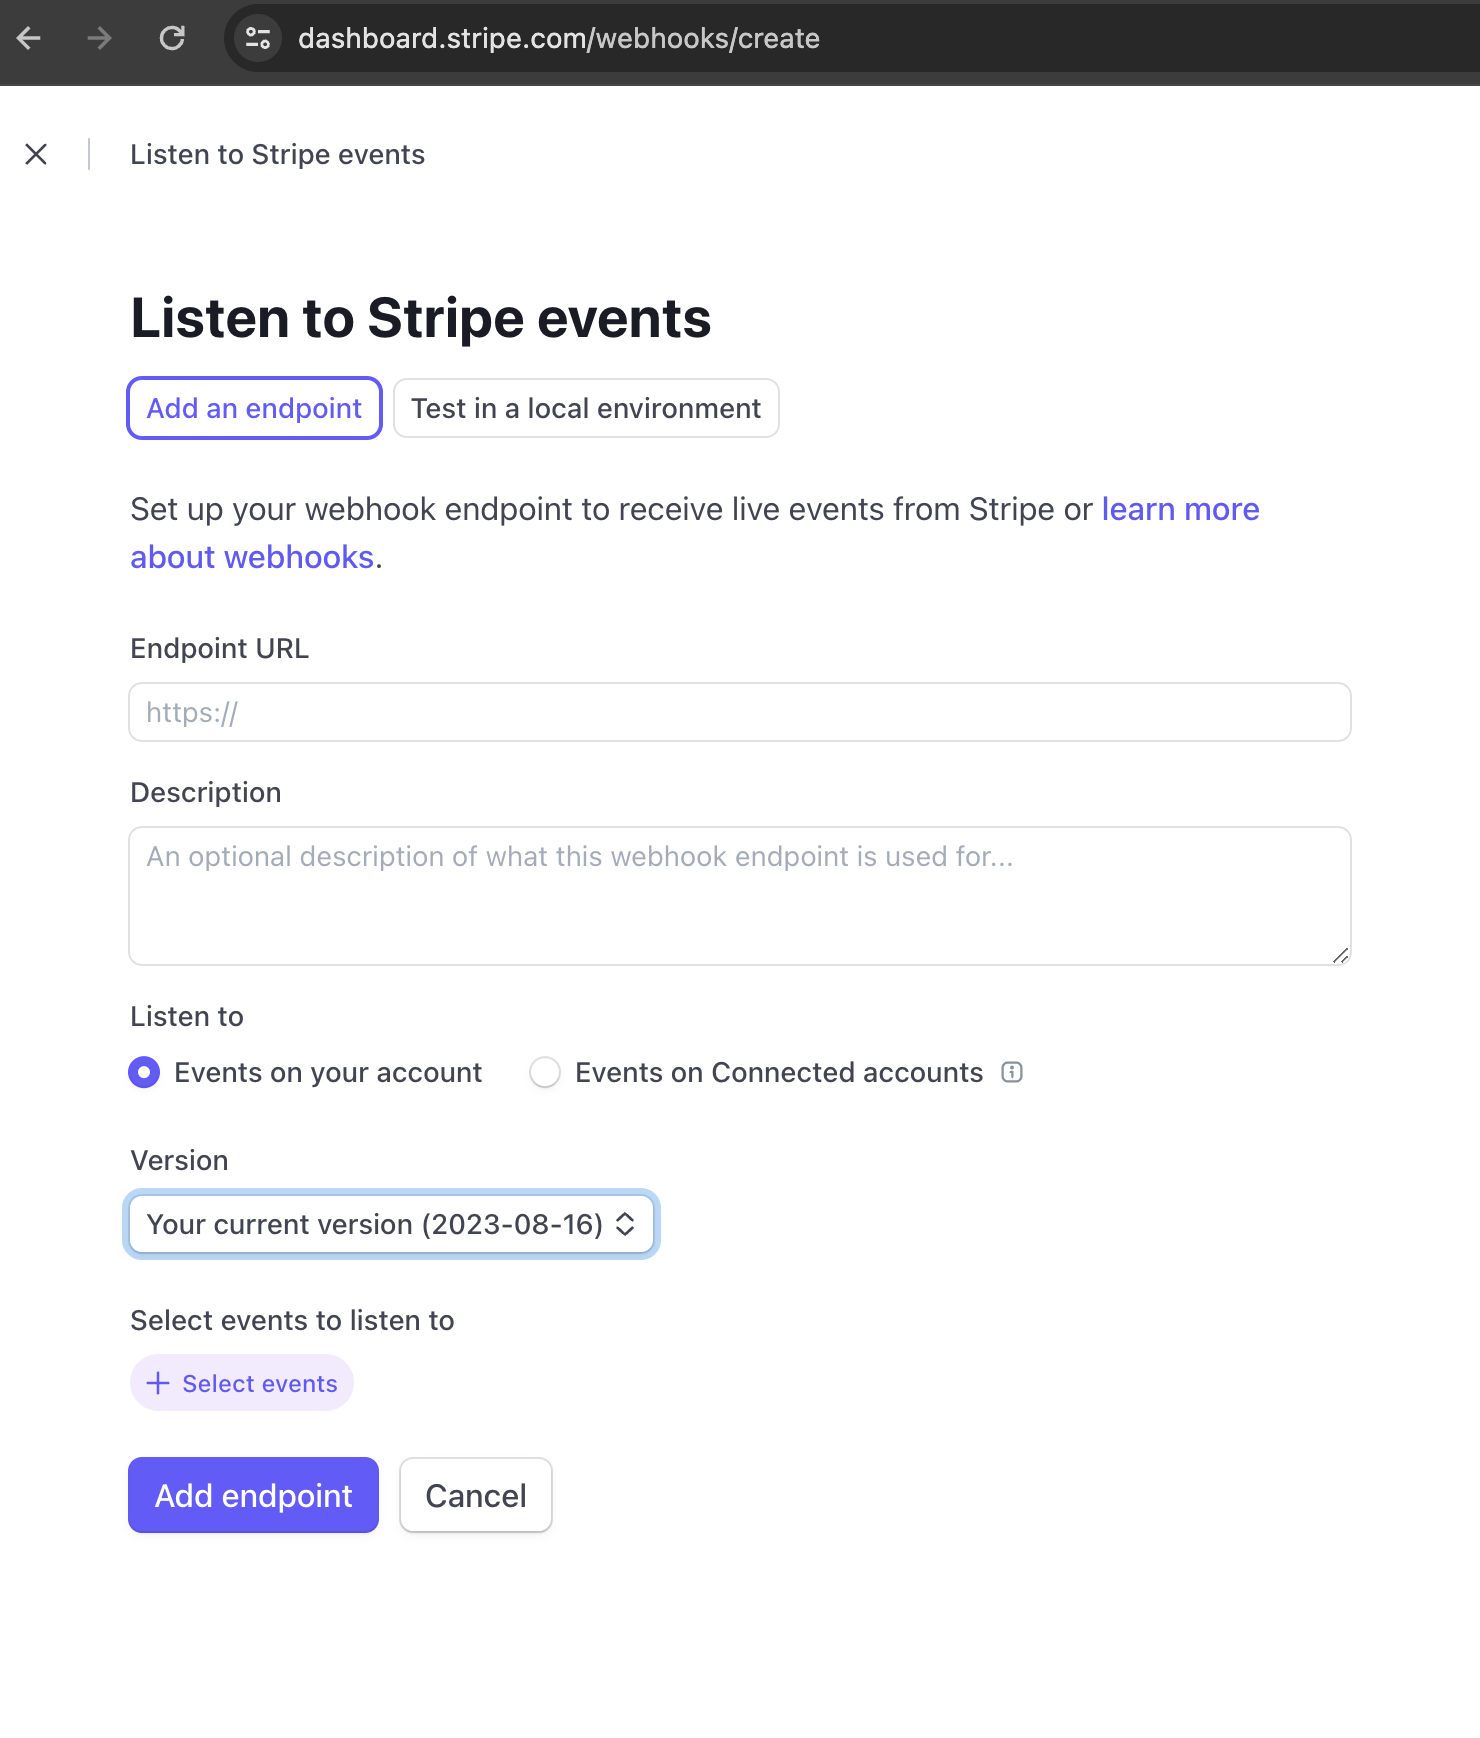 dashboard.stripe.com/webhooks/create
Listen to Stripe events
Listen to Stripe events
Add an endpoint
Test in a local environment
Set up your webhook endpoint to receive live events from Stripe or learn more
about webhooks.
Endpoint URL
https://
Description
An optional description of what this webhook endpoint is used for...
Listen to
Events on your account
Events on Connected accounts
Version
Your current version (2023-08-16)
Select events to listen to
Select events
Add endpoint
Cancel